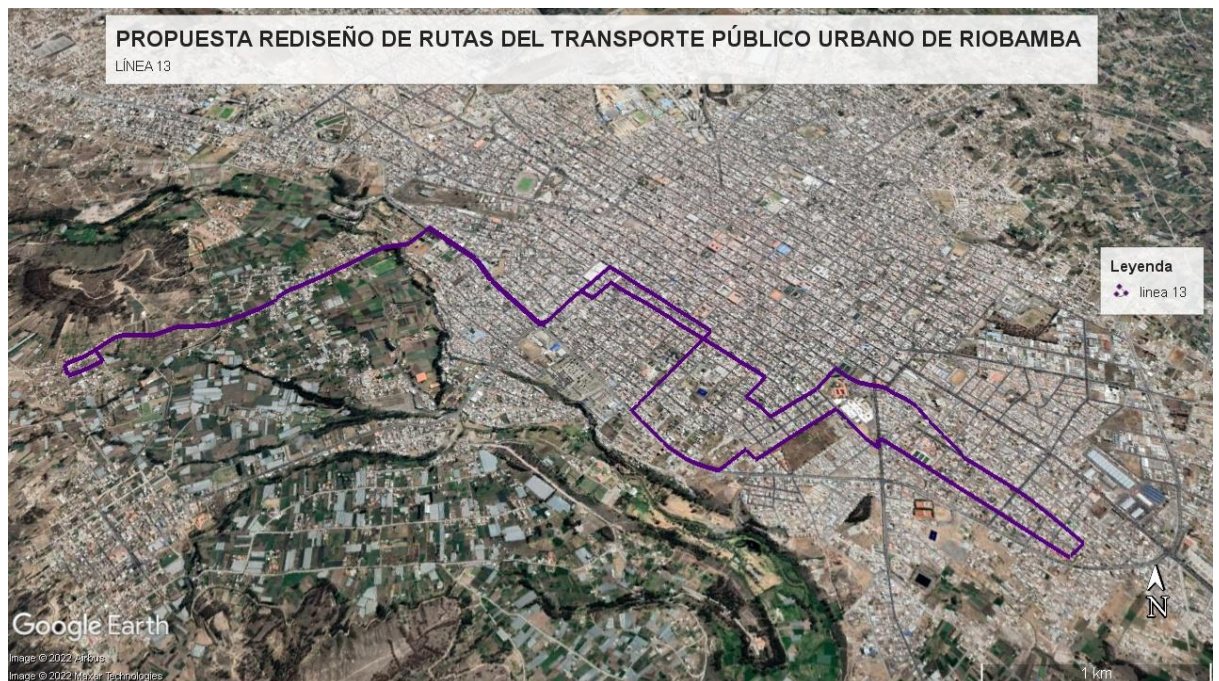 PROPUESTA REDISEÑO DE RUTAS DEL TRANSPORTE PÚBLICO URBANO DE RIOBAMBA
LÍNEA 13
Leyenda
linea 13
N
Google Earth
Image © 2022 Airbus
Image © 2022 Maxar Technologies
1 km